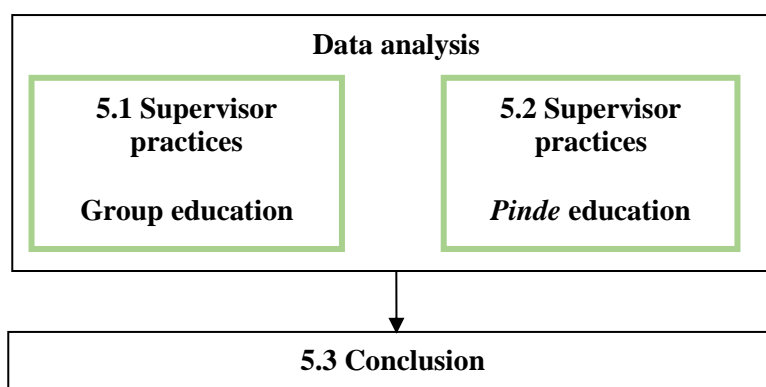 Data analysis
5.1 Supervisor
practices
Group education
5.2 Supervisor
practices
Pinde education
5.3 Conclusion